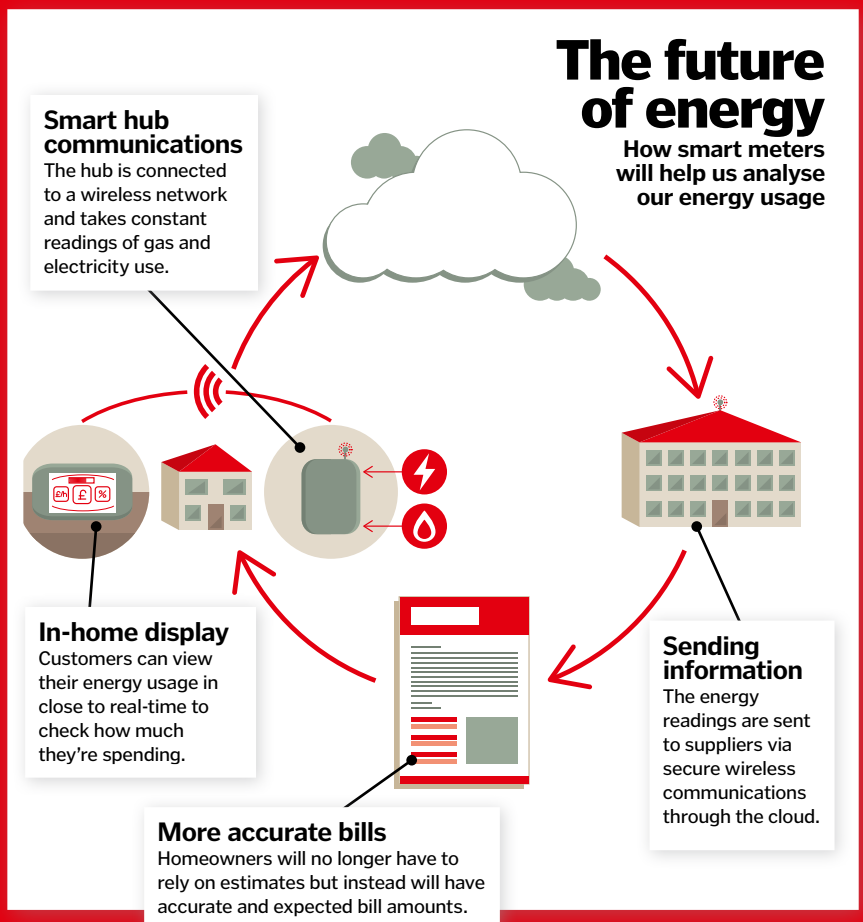 The future
of energy
How smart meters
will help us analyse
our energy usage
Smart hub
communications
The hub is connected
to a wireless network
and takes constant
readings of gas and
electricity use.
£/h
£
%
In-home display
Customers can view
their energy usage in
close to real-time to
check how much
they're spending.
Sending
information
The energy
readings are sent
to suppliers via
secure wireless
communications
through the cloud.
More accurate bills
Homeowners will no longer have to
rely on estimates but instead will have
accurate and expected bill amounts.